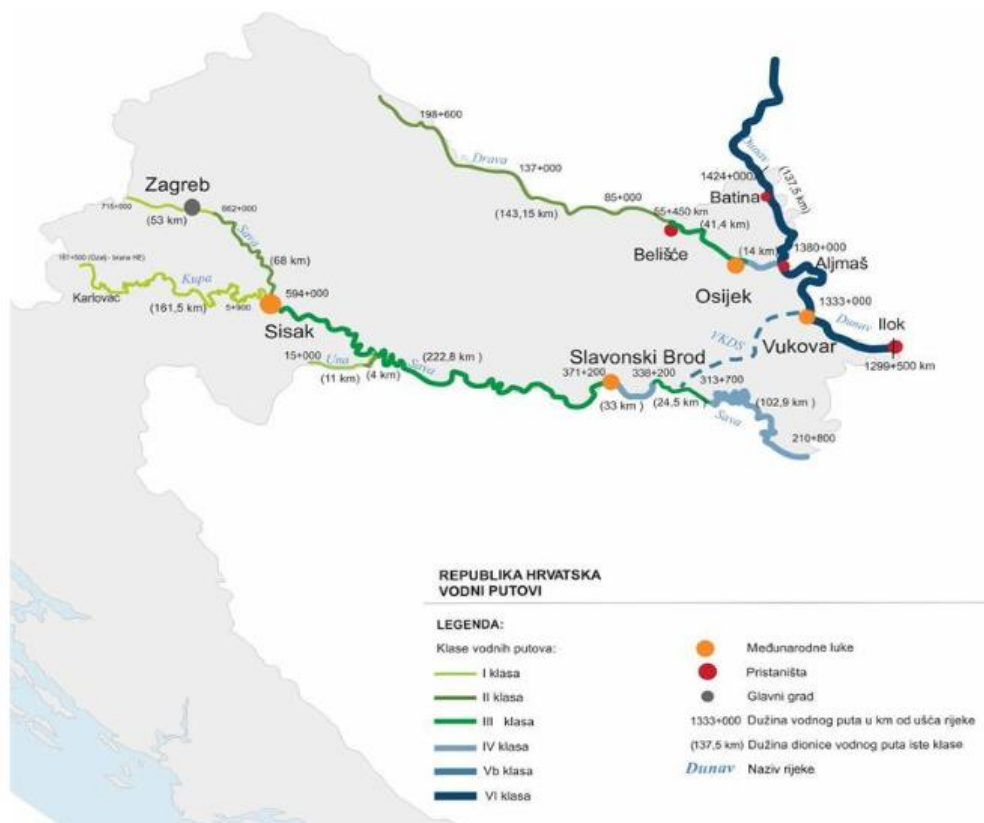 198+600
Drava
137+000
(143,15 km)
85+000
55+450 km
(41,4 km)
Belišće
Osijek
(14 km)
Dunav
(137,5 km)
1424+000
Batina
1380+000
Aljmaš
1333+000
Vukovar
Dunav
Ilok
1299+500 km
Zagreb
715+000
(53 km)
662+000
Sava
(68 km)
161+500 (Ozalj - brana HE)
Karlovac
Kupa
(161,5 km)
5+900
594+000
Sisak
15+000
Una
(11 km)
(4 km)
Sava
(222,8 km )
Slavonski Brod
371+200
338+200
(33 km )
(24,5 km )
VKDS
313+700
(102,9 km )
Sava
210+800
REPUBLIKA HRVATSKA
VODNI PUTOVI
LEGENDA:
Klase vodnih putova:
I klasa
II klasa
III klasa
IV klasa
Vb klasa
VI klasa
Međunarodne luke
Pristaništa
Glavni grad
1333+000 Dužina vodnog puta u km od ušća rijeke
(137,5 km) Dužina dionice vodnog puta iste klase
Dunav Naziv rijeke